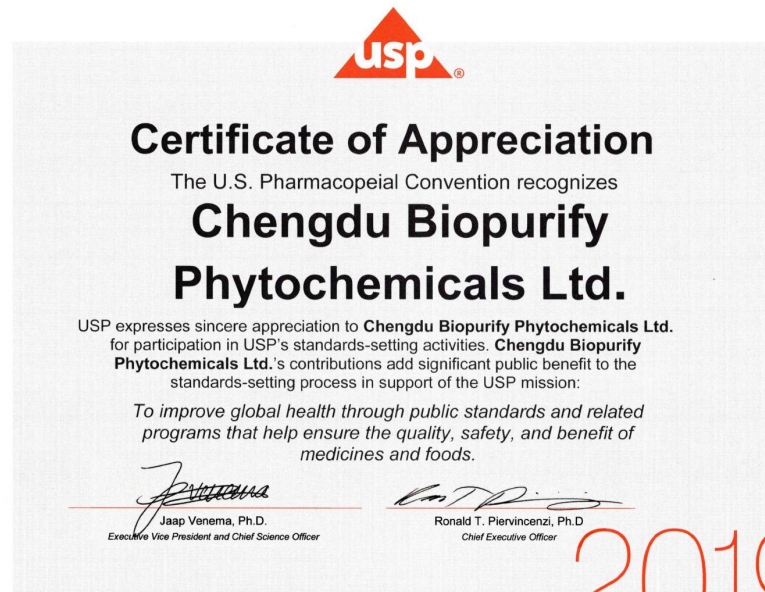 usp®
Certificate of Appreciation
The U.S. Pharmacopeial Convention recognizes
Chengdu Biopurify
Phytochemicals Ltd.
USP expresses sincere appreciation to Chengdu Biopurify Phytochemicals Ltd.
for participation in USP's standards-setting activities. Chengdu Biopurify
Phytochemicals Ltd.'s contributions add significant public benefit to the
standards-setting process in support of the USP mission:
To improve global health through public standards and related
programs that help ensure the quality, safety, and benefit of
medicines and foods.
Jaap Venema, Ph.D.
Executive Vice President and Chief Science Officer
Ronald T. Piervincenzi, Ph.D
Chief Executive Officer
201